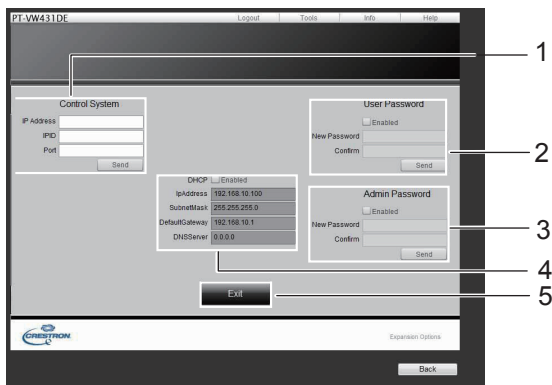 PT-VW431DE Logout Tools Info Help
1
Control System
IP Address
IPID
Port
Send
User Password
Enabled
New Password
Confirm
Send
2
DHCP Enabled
IpAddress 192.168.10.100
SubnetMask 255.255.255.0
DefaultGateway 192.168.10.1
DNSServer 0.0.0.0
Admin Password
Enabled
New Password
Confirm
Send
3
4
Exit
5
CRESTRON
Expansion Options
Back